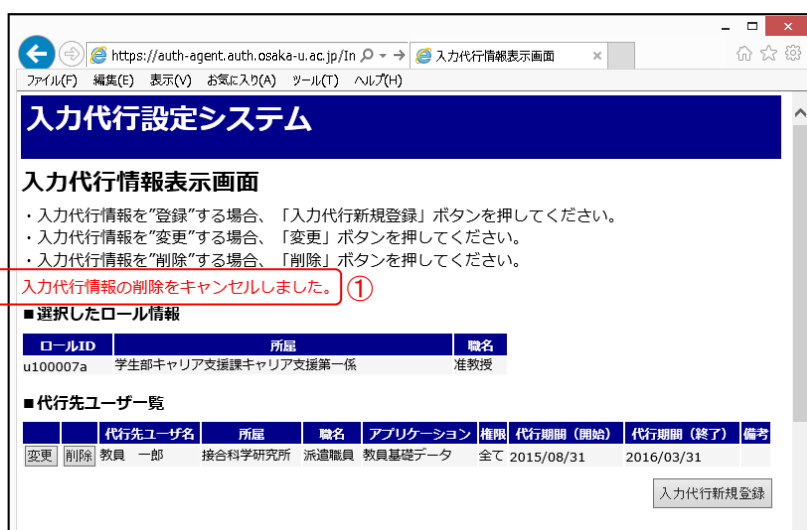 https://auth-agent.auth.osaka-u.ac.jp/In
入力代行情報表示画面
ファイル(F) 編集(E) 表示(V) お気に入り(A) ツール(T) ヘルプ(H)
入力代行設定システム
入力代行情報表示画面
・入力代行情報を"登録"する場合、「入力代行新規登録」ボタンを押してください。
・入力代行情報を"変更"する場合、「変更」ボタンを押してください。
・入力代行情報を"削除"する場合、「削除」ボタンを押してください。
入力代行情報の削除をキャンセルしました。 ①
■選択したロール情報
ロールID 所属 職名
u100007a 学生部キャリア支援課キャリア支援第一係 准教授
■代行先ユーザ一覧
代行先ユーザ名 所属 職名 アプリケーション 権限 代行期間（開始） 代行期間（終了） 備考
変更 削除 教員 一郎 接合科学研究所 派遣職員 教員基礎データ 全て 2015/08/31 2016/03/31
入力代行新規登録